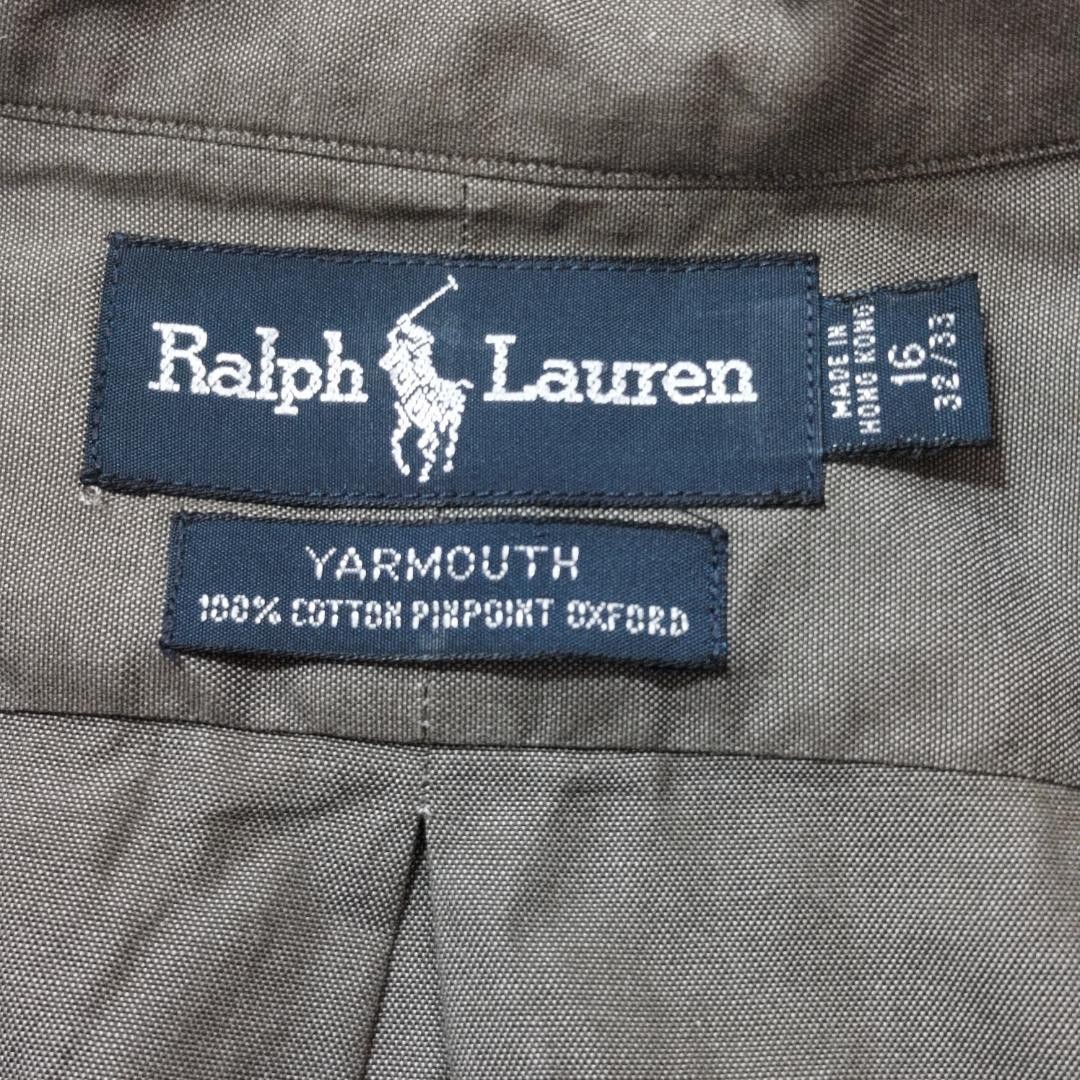 Ralph Lauren
MADE IN
HONG KONG
16
32/33
YARMOUTH
100% COTTON PINPOINT OXFORD